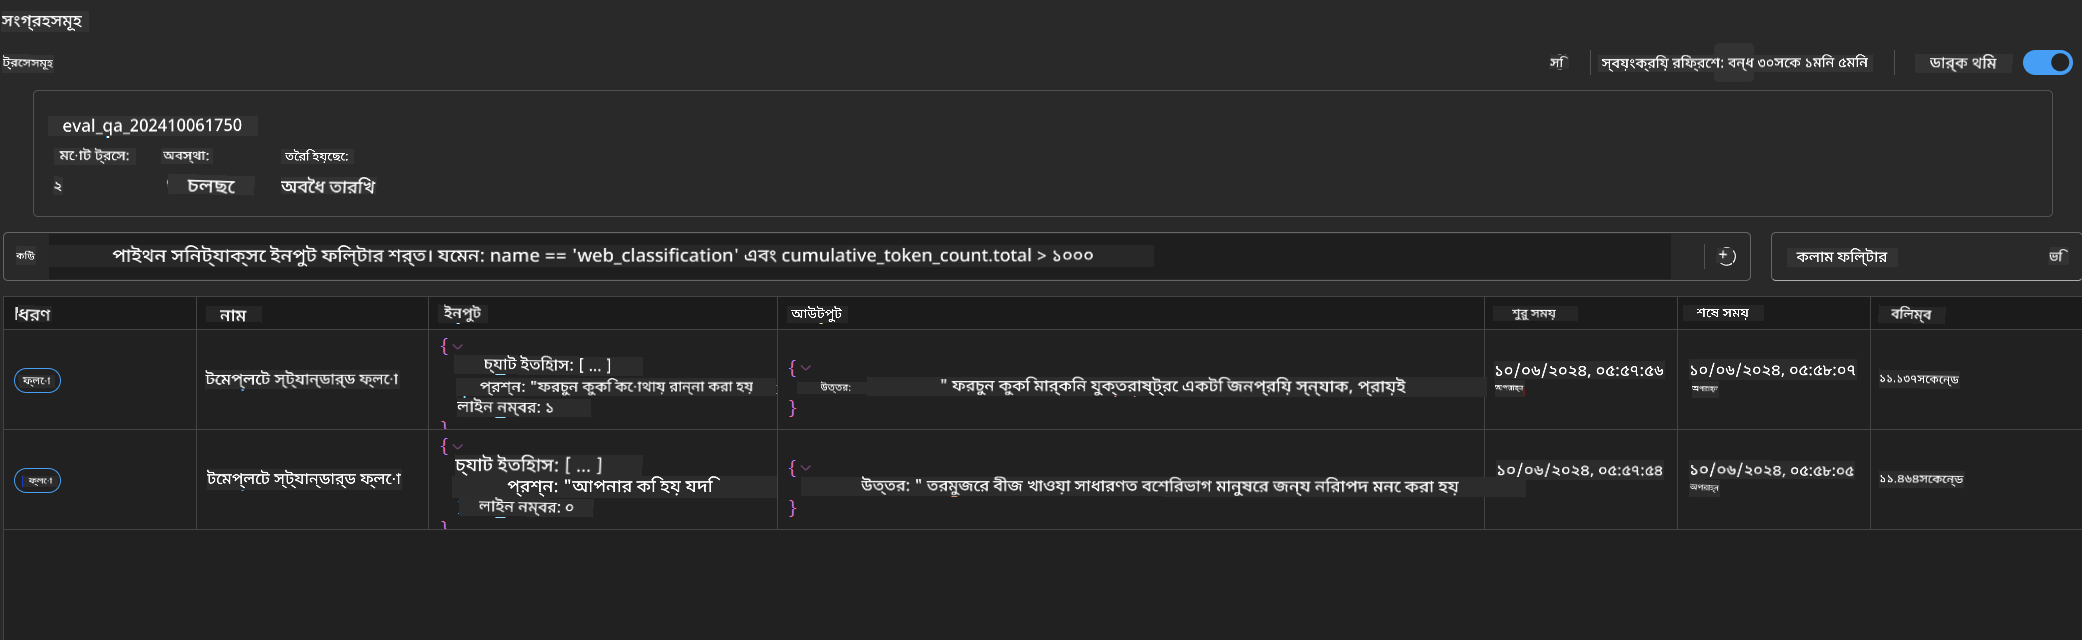 সংগ্রহসমূহ
ট্রেসেসমূহ
স্বয়ংক্রিয় রিফ্রেশ: বন্ধ ৩০সেকে ১মিনি ৫মিনি
ডার্ক থিম
eval_qa_202410061750
মোট ট্রেস: অবস্থা: তৈরি হয়েছে:
২ চলছে অবৈধ তারিখ
কিউ পাইথন সিনট্যাক্সে ইনপুট ফিল্টার শর্ত। যেমন: name == 'web_classification' এবং cumulative_token_count.total > ১০০০
কলাম ফিল্টার
ধরণ নাম ইনপুট আউটপুট শুরু সময় শেষ সময় বিলম্ব
ফ্লো টেমপ্লেট স্ট্যান্ডার্ড ফ্লো
{
চ্যাট ইতিহাস: [ ... ]
প্রশ্ন: "ফরচুন কুকি কোথায় রান্না করা হয়
লাইন নম্বর: ১
}
{
উত্তর: " ফরচুন কুকি মার্কিন যুক্তরাষ্ট্রে একটি জনপ্রিয় স্ন্যাক, প্রায়ই
}
১০/০৬/২০২৪, ০৫:৫৭:৫৬ অপরাহ্ন
১০/০৬/২০২৪, ০৫:৫৮:০৭ অপরাহ্ন
১১.১৩৭সেকেন্ডে
ফ্লো টেমপ্লেট স্ট্যান্ডার্ড ফ্লো
{
চ্যাট ইতিহাস: [ ... ]
প্রশ্ন: "আপনার কি হয় যদি
লাইন নম্বর: ০
}
{
উত্তর: " তরমুজের বীজ খাওয়া সাধারণত বেশিরভাগ মানুষের জন্য নিরাপদ মনে করা হয়
}
১০/০৬/২০২৪, ০৫:৫৭:৫৪
১০/০৬/২০২৪, ০৫:৫৮:০৫ অপরাহ্ন
১১.৪৬৪সেকেন্ডে